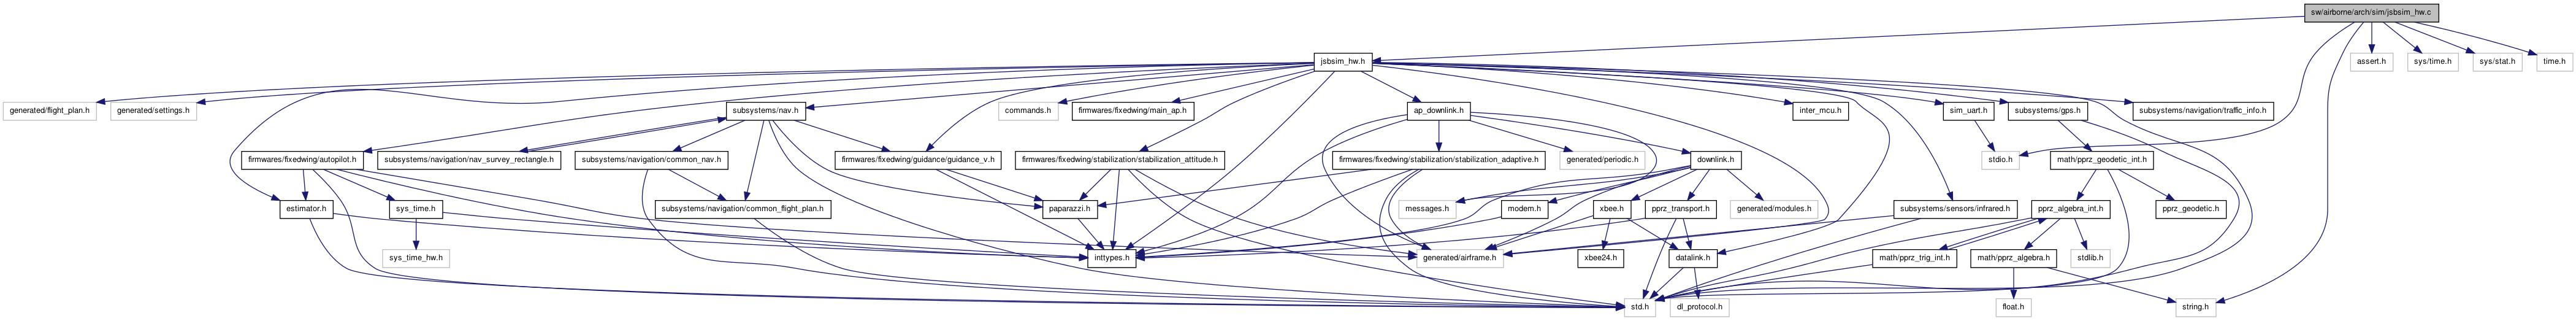 sw/airborne/arch/sim/jsbsim_hw.c
jsbsim_hw.h
assert.h
sys/time.h
sys/stat.h
time.h
generated/flight_plan.h
generated/settings.h
subsystems/nav.h
commands.h
firmwares/fixedwing/main_ap.h
ap_downlink.h
inter_mcu.h
sim_uart.h
subsystems/gps.h
subsystems/navigation/traffic_info.h
firmwares/fixedwing/autopilot.h
subsystems/navigation/nav_survey_rectangle.h
subsystems/navigation/common_nav.h
firmwares/fixedwing/guidance/guidance_v.h
firmwares/fixedwing/stabilization/stabilization_attitude.h
firmwares/fixedwing/stabilization/stabilization_adaptive.h
generated/periodic.h
downlink.h
stdio.h
math/pprz_geodetic_int.h
estimator.h
sys_time.h
subsystems/navigation/common_flight_plan.h
paparazzi.h
messages.h
modem.h
xbee.h
pprz_transport.h
generated/modules.h
subsystems/sensors/infrared.h
pprz_algebra_int.h
pprz_geodetic.h
sys_time_hw.h
inttypes.h
generated/airframe.h
xbee24.h
datalink.h
math/pprz_trig_int.h
math/pprz_algebra.h
stdlib.h
std.h
dl_protocol.h
float.h
string.h